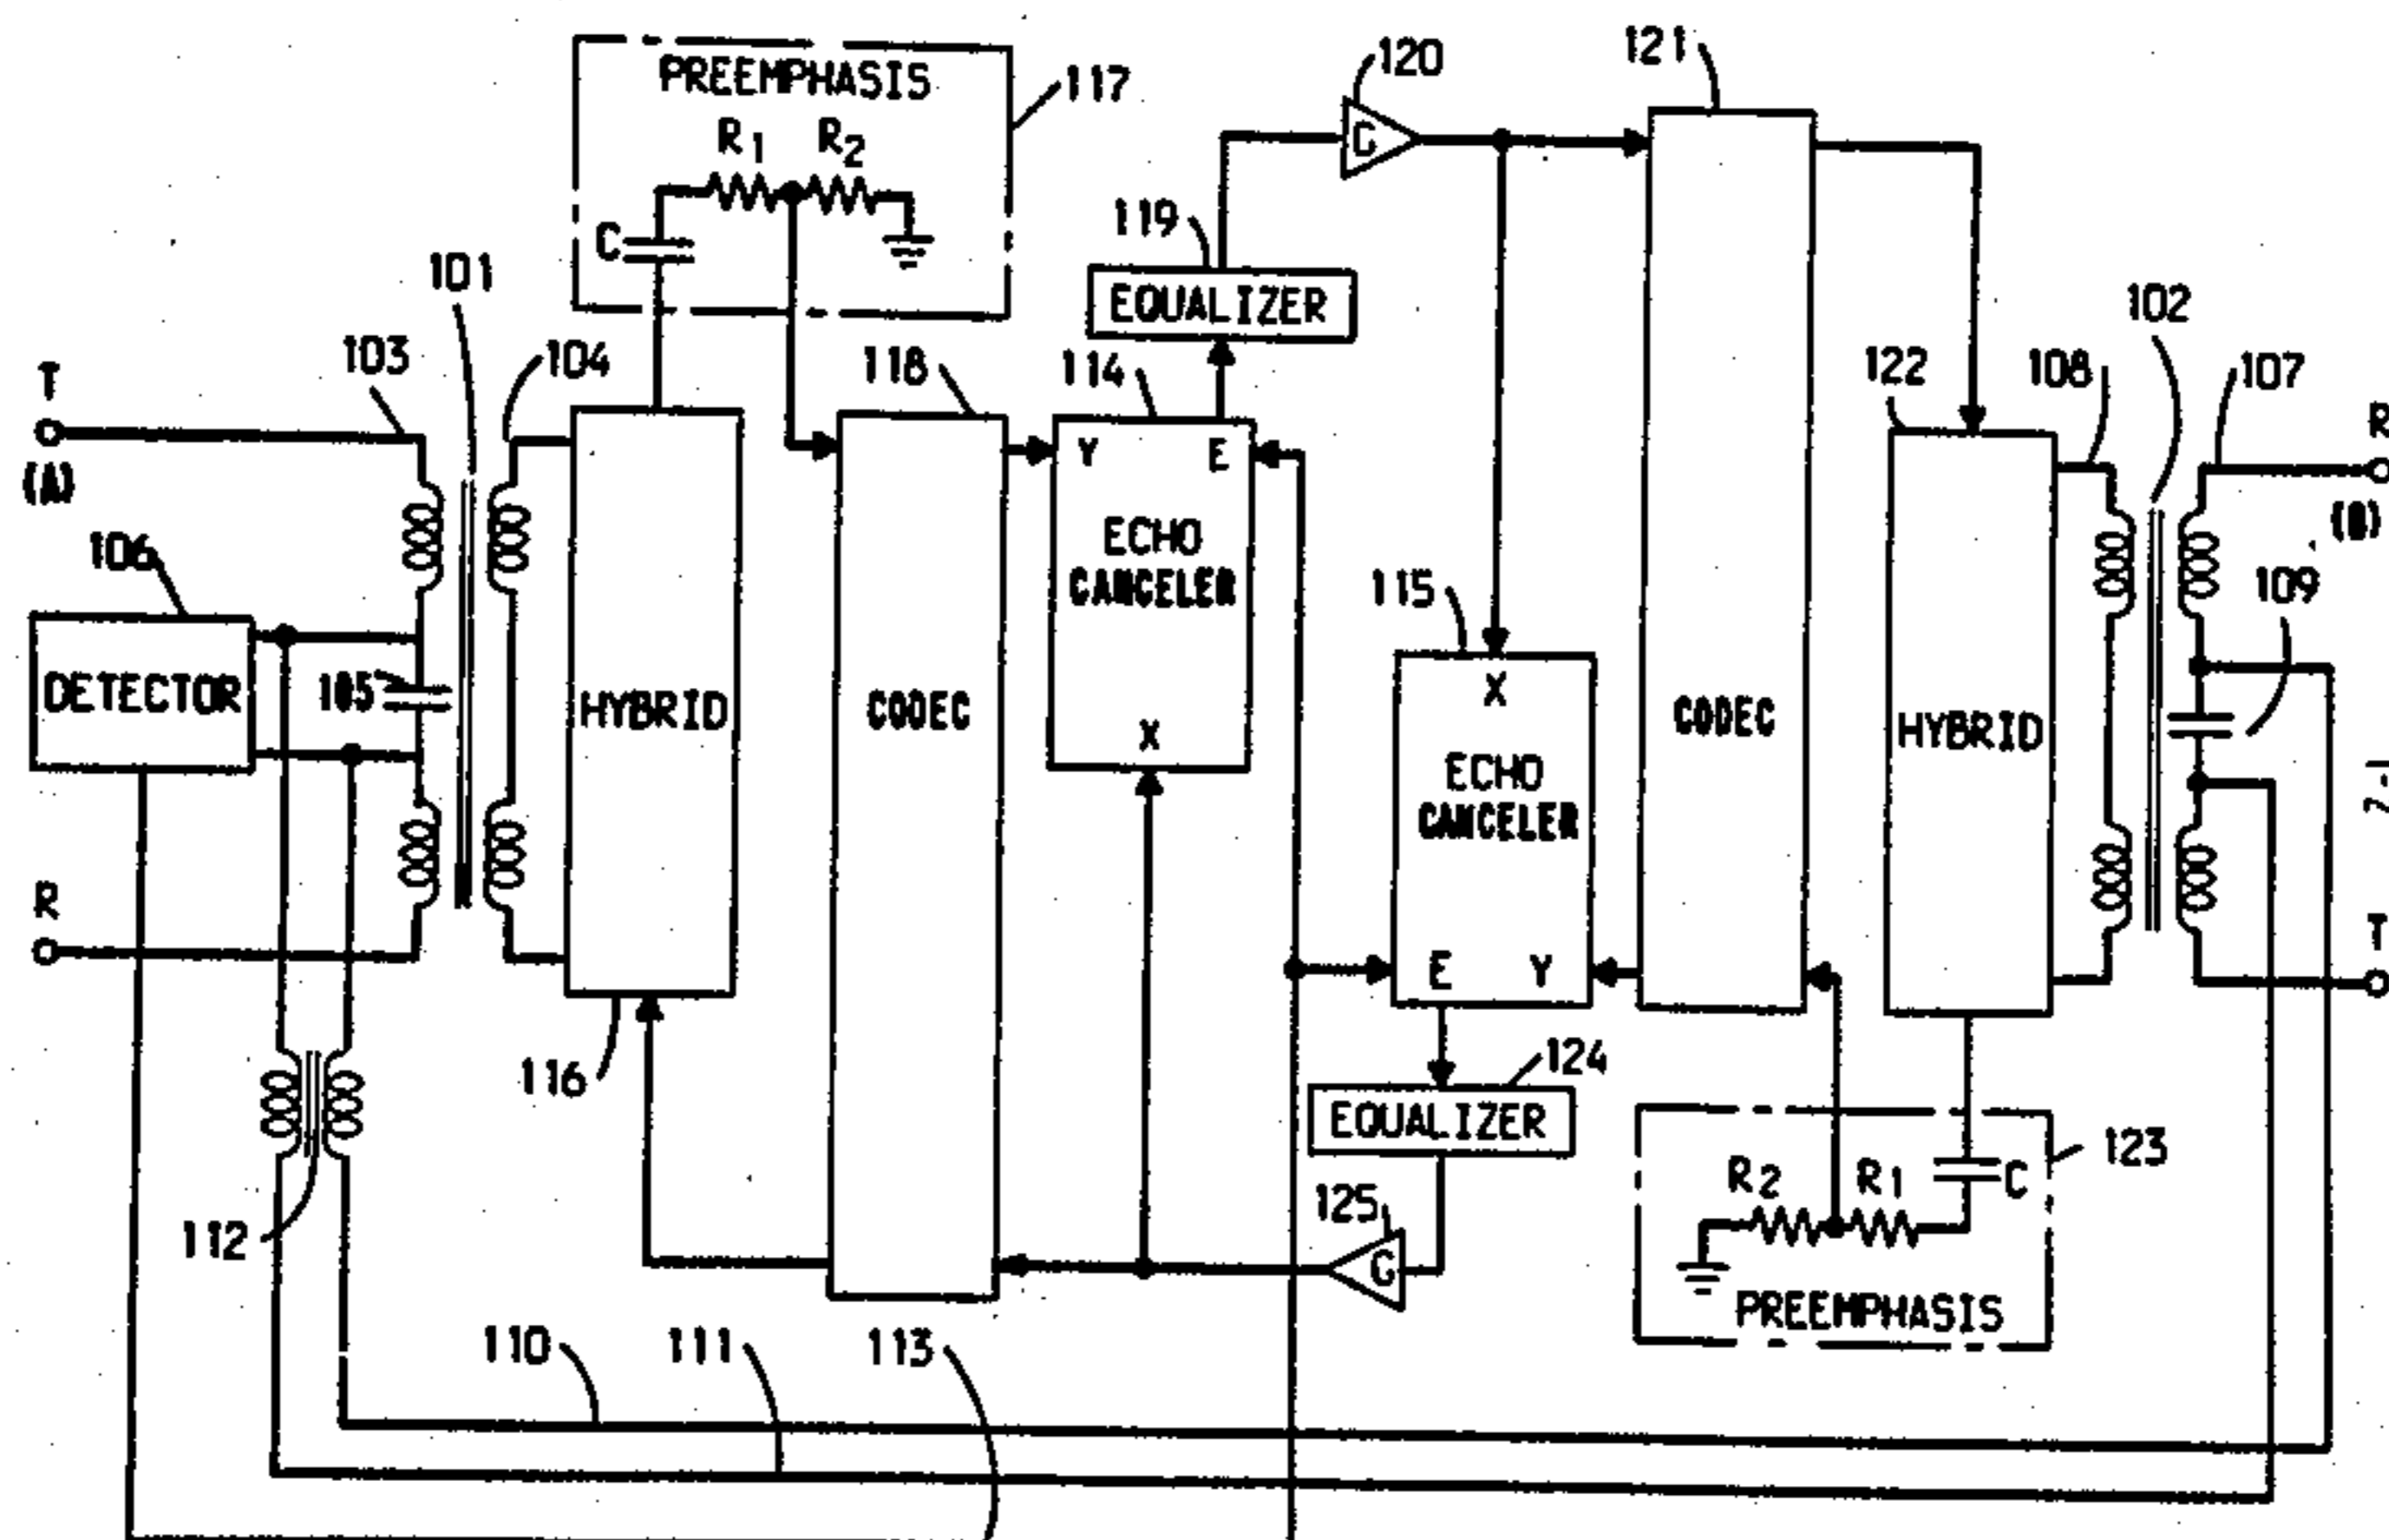 PREEMPHASIS
117
R1 R2
C
120
G
121
119
EQUALIZER
101
103
104
118
114
102
122
108
107
T
(A)
R
(B)
106
DETECTOR
105
HYBRID
CODEC
Y E
ECHO
CANCELER
X
115
X
ECHO
CANCELER
E Y
CODEC
HYBRID
109
R
T
116
112
124
EQUALIZER
125
G
R2 R1 C
123
PREEMPHASIS
110
111
113